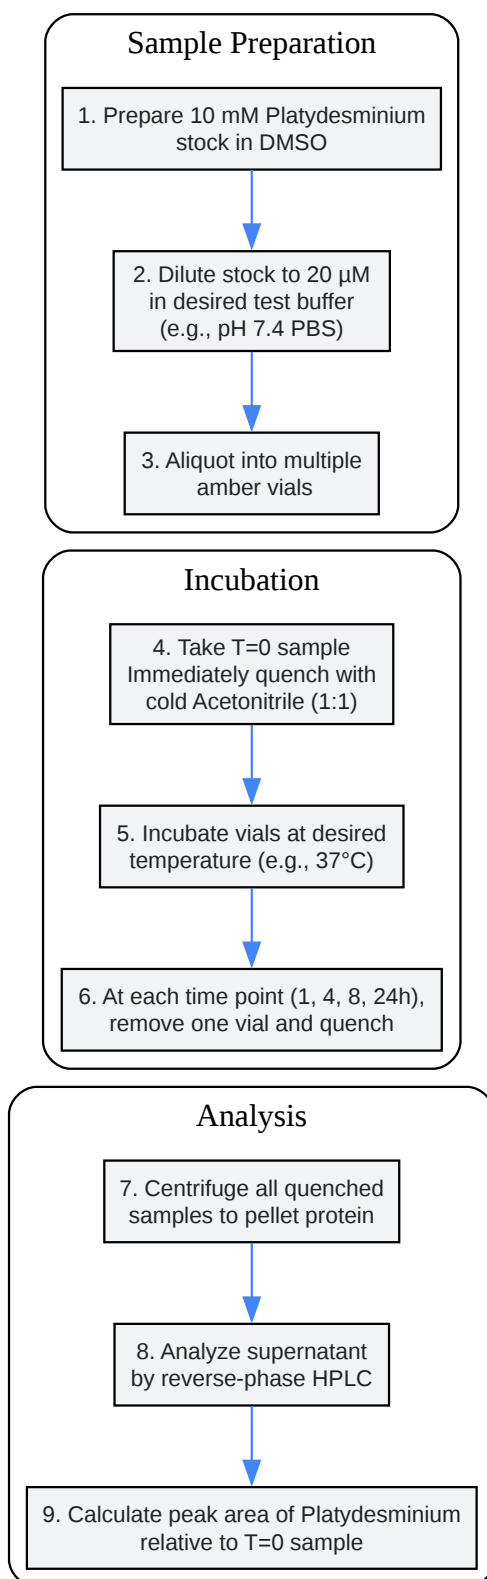 Sample Preparation
1. Prepare 10 mM Platydesminium
stock in DMSO
2. Dilute stock to 20 µM
in desired test buffer
(e.g., pH 7.4 PBS)
3. Aliquot into multiple
amber vials
Incubation
4. Take T=0 sample
Immediately quench with
cold Acetonitrile (1:1)
5. Incubate vials at desired
temperature (e.g., 37°C)
6. At each time point (1, 4, 8, 24h),
remove one vial and quench
Analysis
7. Centrifuge all quenched
samples to pellet protein
8. Analyze supernatant
by reverse-phase HPLC
9. Calculate peak area of Platydesminium
relative to T=0 sample